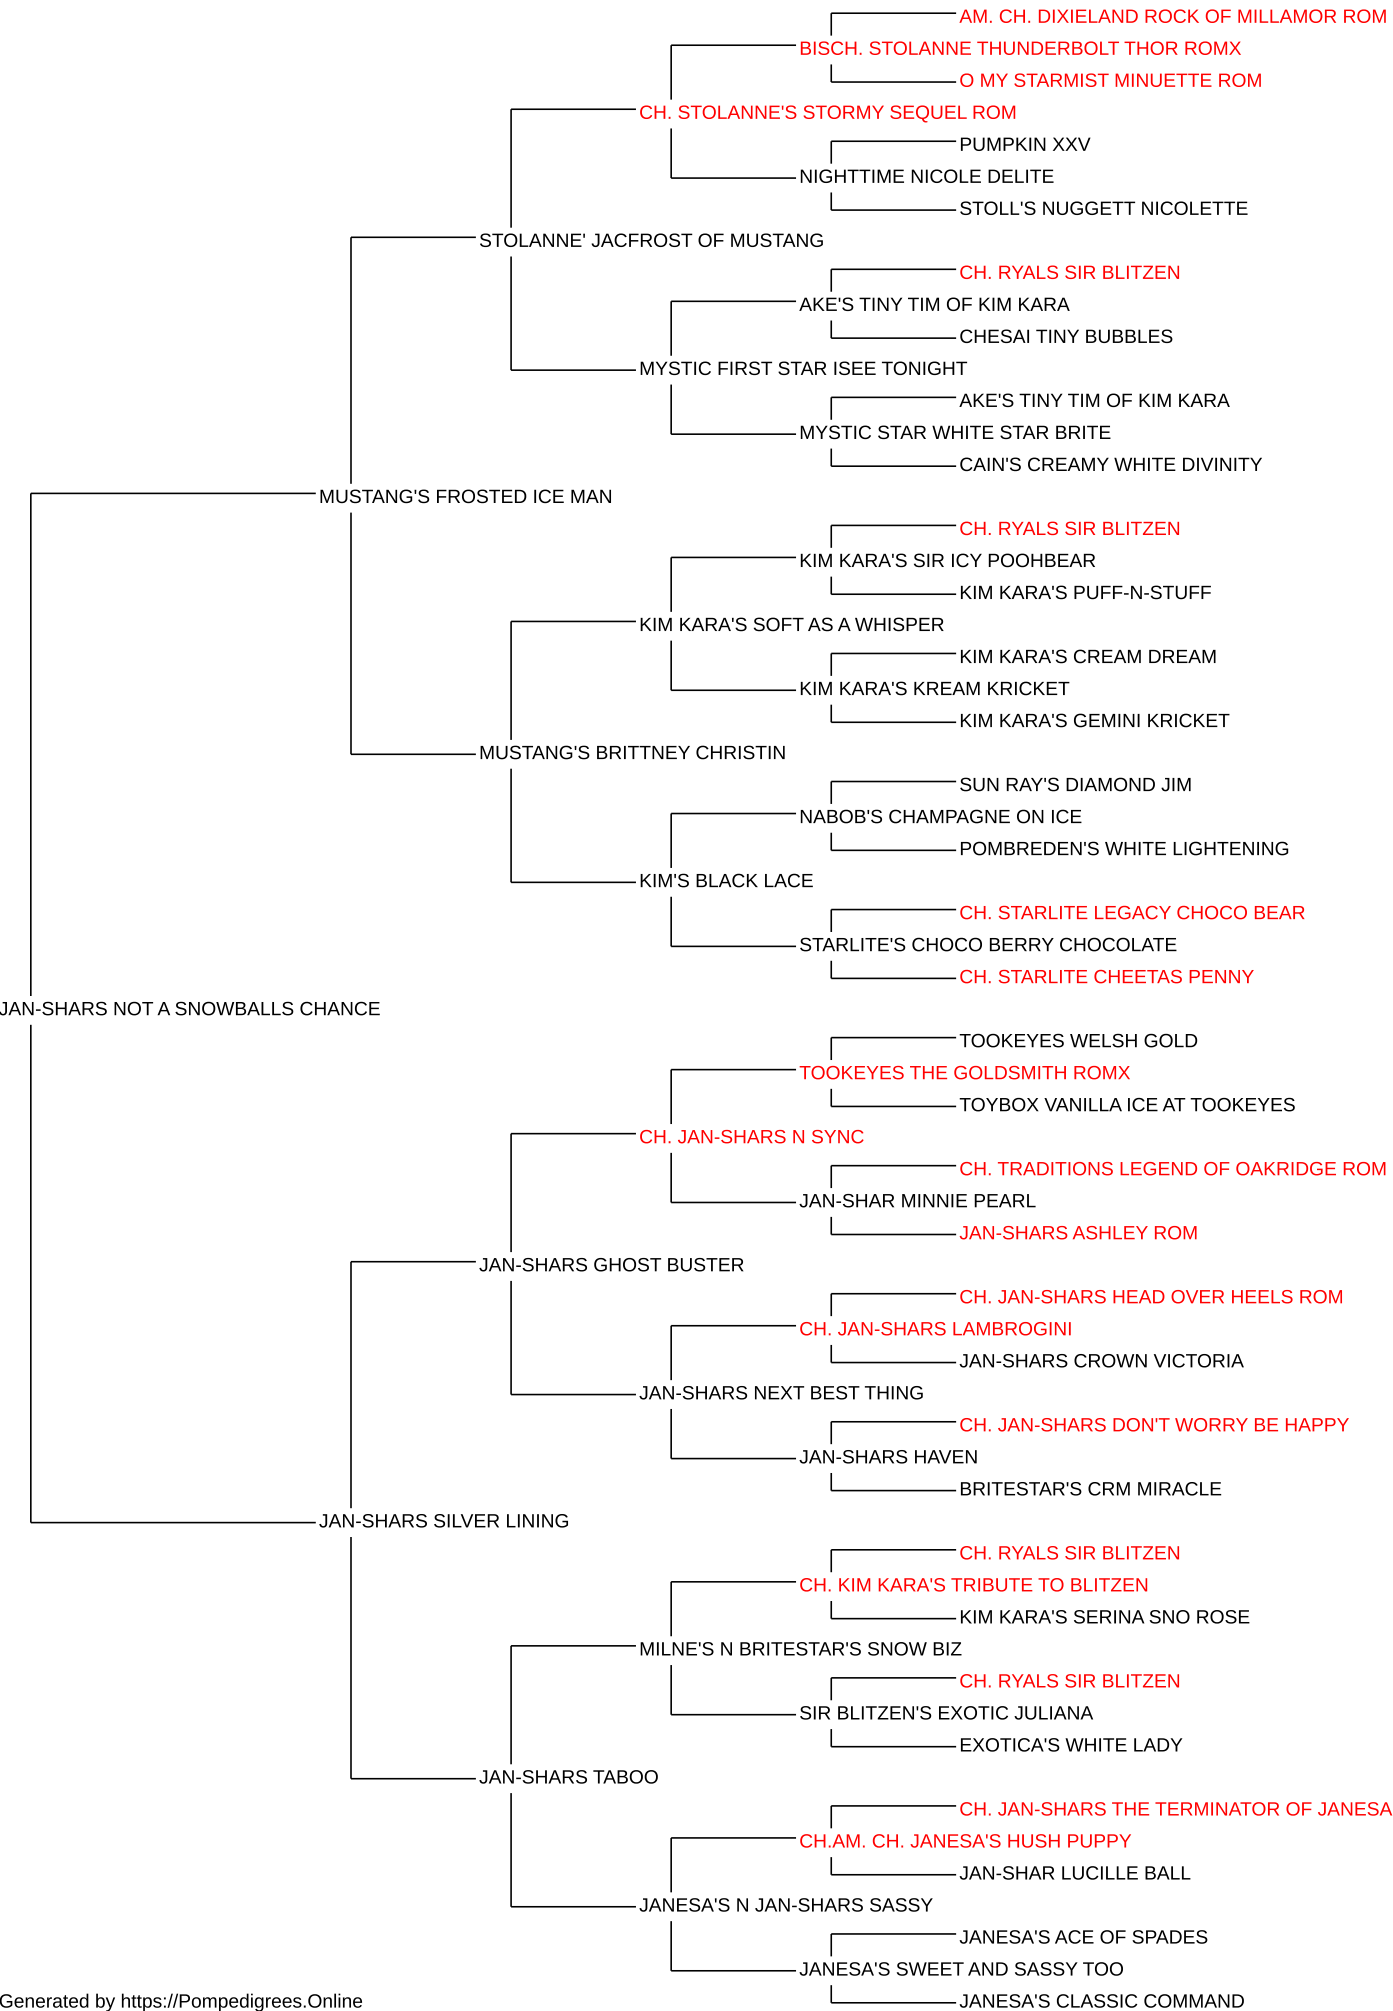 AM. CH. DIXIELAND ROCK OF MILLAMOR ROM
BISCH. STOLANNE THUNDERBOLT THOR ROMX
O MY STARMIST MINUETTE ROM
CH. STOLANNE'S STORMY SEQUEL ROM
PUMPKIN XXV
NIGHTTIME NICOLE DELITE
STOLL'S NUGGETT NICOLETTE
STOLANNE' JACFROST OF MUSTANG
CH. RYALS SIR BLITZEN
AKE'S TINY TIM OF KIM KARA
CHESAI TINY BUBBLES
MYSTIC FIRST STAR ISEE TONIGHT
AKE'S TINY TIM OF KIM KARA
MYSTIC STAR WHITE STAR BRITE
CAIN'S CREAMY WHITE DIVINITY
MUSTANG'S FROSTED ICE MAN
CH. RYALS SIR BLITZEN
KIM KARA'S SIR ICY POOHBEAR
KIM KARA'S PUFF-N-STUFF
KIM KARA'S SOFT AS A WHISPER
KIM KARA'S CREAM DREAM
KIM KARA'S KREAM KRICKET
KIM KARA'S GEMINI KRICKET
MUSTANG'S BRITTNEY CHRISTIN
SUN RAY'S DIAMOND JIM
NABOB'S CHAMPAGNE ON ICE
POMBREDEN'S WHITE LIGHTENING
KIM'S BLACK LACE
CH. STARLITE LEGACY CHOCO BEAR
STARLITE'S CHOCO BERRY CHOCOLATE
CH. STARLITE CHEETAS PENNY
JAN-SHARS NOT A SNOWBALLS CHANCE
TOOKEYES WELSH GOLD
TOOKEYES THE GOLDSMITH ROMX
TOYBOX VANILLA ICE AT TOOKEYES
CH. JAN-SHARS N SYNC
CH. TRADITIONS LEGEND OF OAKRIDGE ROM
JAN-SHAR MINNIE PEARL
JAN-SHARS ASHLEY ROM
JAN-SHARS GHOST BUSTER
CH. JAN-SHARS HEAD OVER HEELS ROM
CH. JAN-SHARS LAMBROGINI
JAN-SHARS CROWN VICTORIA
JAN-SHARS NEXT BEST THING
CH. JAN-SHARS DON'T WORRY BE HAPPY
JAN-SHARS HAVEN
BRITESTAR'S CRM MIRACLE
JAN-SHARS SILVER LINING
CH. RYALS SIR BLITZEN
CH. KIM KARA'S TRIBUTE TO BLITZEN
KIM KARA'S SERINA SNO ROSE
MILNE'S N BRITESTAR'S SNOW BIZ
CH. RYALS SIR BLITZEN
SIR BLITZEN'S EXOTIC JULIANA
EXOTICA'S WHITE LADY
JAN-SHARS TABOO
CH. JAN-SHARS THE TERMINATOR OF JANESA
CH.AM. CH. JANESA'S HUSH PUPPY
JAN-SHAR LUCILLE BALL
JANESA'S N JAN-SHARS SASSY
JANESA'S ACE OF SPADES
JANESA'S SWEET AND SASSY TOO
JANESA'S CLASSIC COMMAND
Generated by https://Pompedigrees.Online